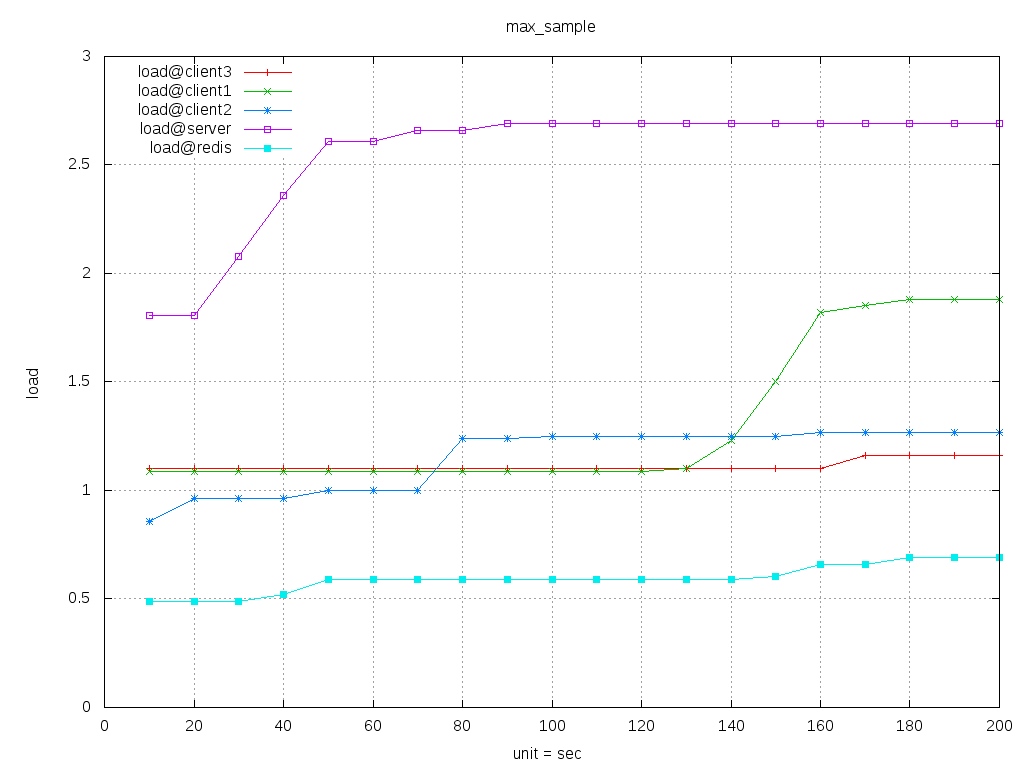 max_sample
load@client3
load@client1
load@client2
load@server
load@redis
3
2.5
2
1.5
1
0.5
0
load
0 20 40 60 80 100 120 140 160 180 200
unit = sec